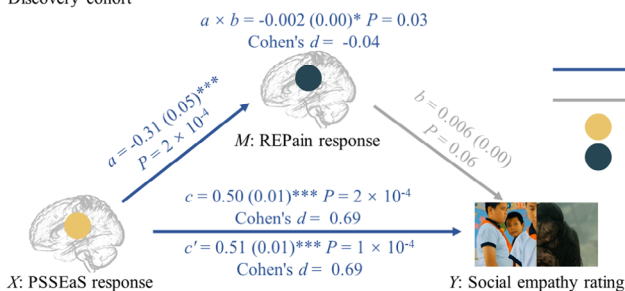 Discovery cohort
a × b = -0.002 (0.00)* P = 0.03
Cohen's d = -0.04
a = -0.31 (0.05)***
P = 2 × 10⁻⁴
M: REPain response
b = 0.006 (0.00)
P = 0.06
c = 0.50 (0.01)*** P = 2 × 10⁻⁴
Cohen's d = 0.69
c′ = 0.51 (0.01)*** P = 1 × 10⁻⁴
Cohen's d = 0.69
X: PSSEaS response
Y: Social empathy rating